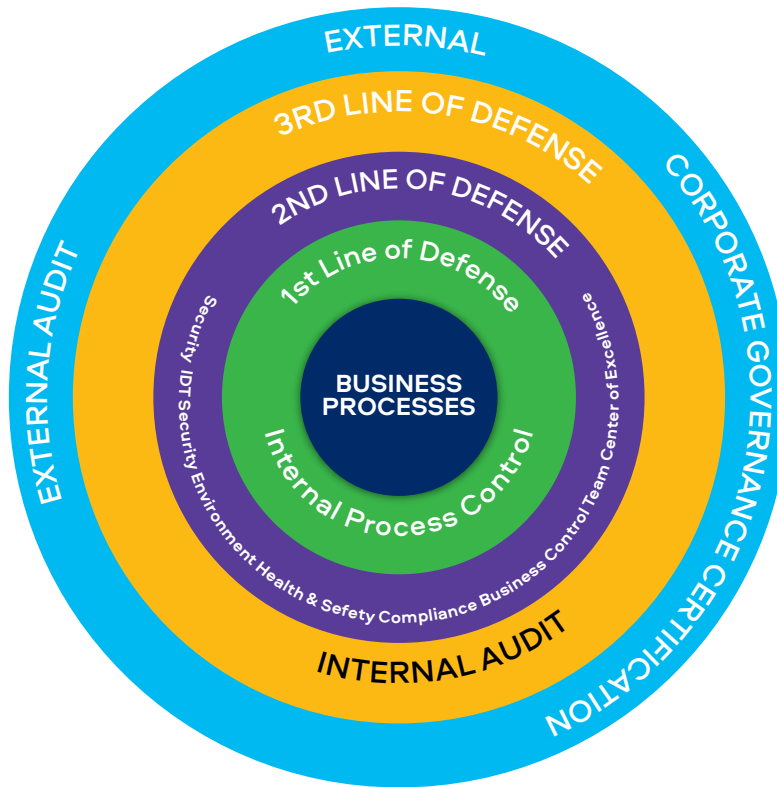 EXTERNAL
EXTERNAL AUDIT
CORPORATE GOVERNANCE CERTIFICATION
3RD LINE OF DEFENSE
INTERNAL AUDIT
2ND LINE OF DEFENSE
Security IDT Security Environment Health & Sefety Compliance Business Control Team Center of Excellence
1st Line of Defense
Internal Process Control
BUSINESS
PROCESSES